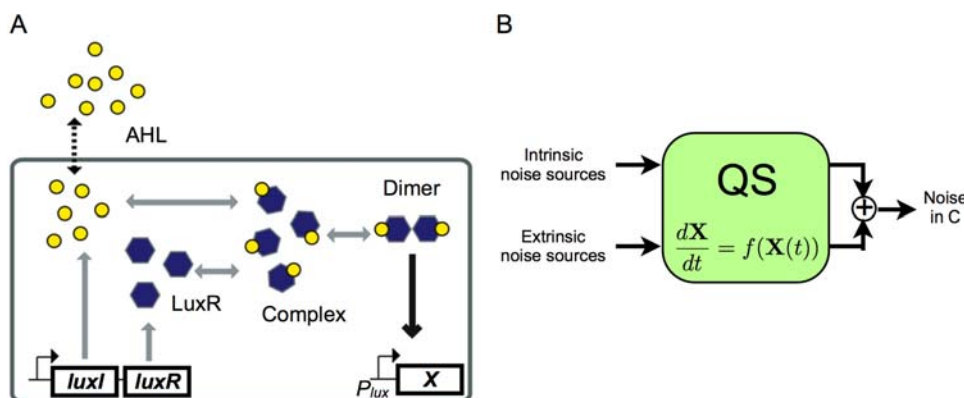 A
AHL
Dimer
LuxR
Complex
luxI
luxR
Plux
X
B
Intrinsic
noise sources
Extrinsic
noise sources
QS
dX/dt = f(X(t))
+
Noise
in C